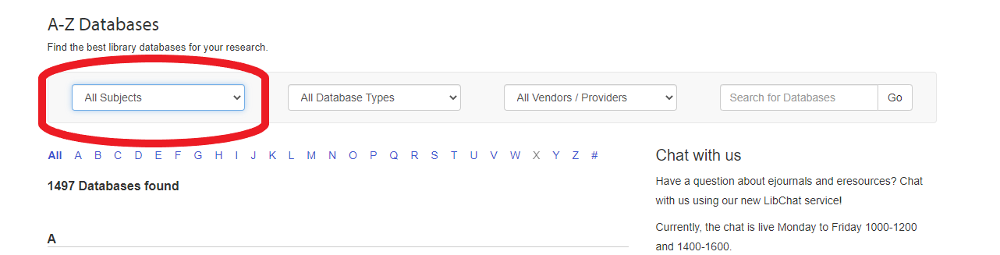 A-Z Databases
Find the best library databases for your research.
All Subjects
All Database Types
All Vendors / Providers
Search for Databases
Go
All A B C D E F G H I J K L M N O P Q R S T U V W X Y Z #
1497 Databases found
A
Chat with us
Have a question about ejournals and eresources? Chat
with us using our new LibChat service!
Currently, the chat is live Monday to Friday 1000-1200
and 1400-1600.